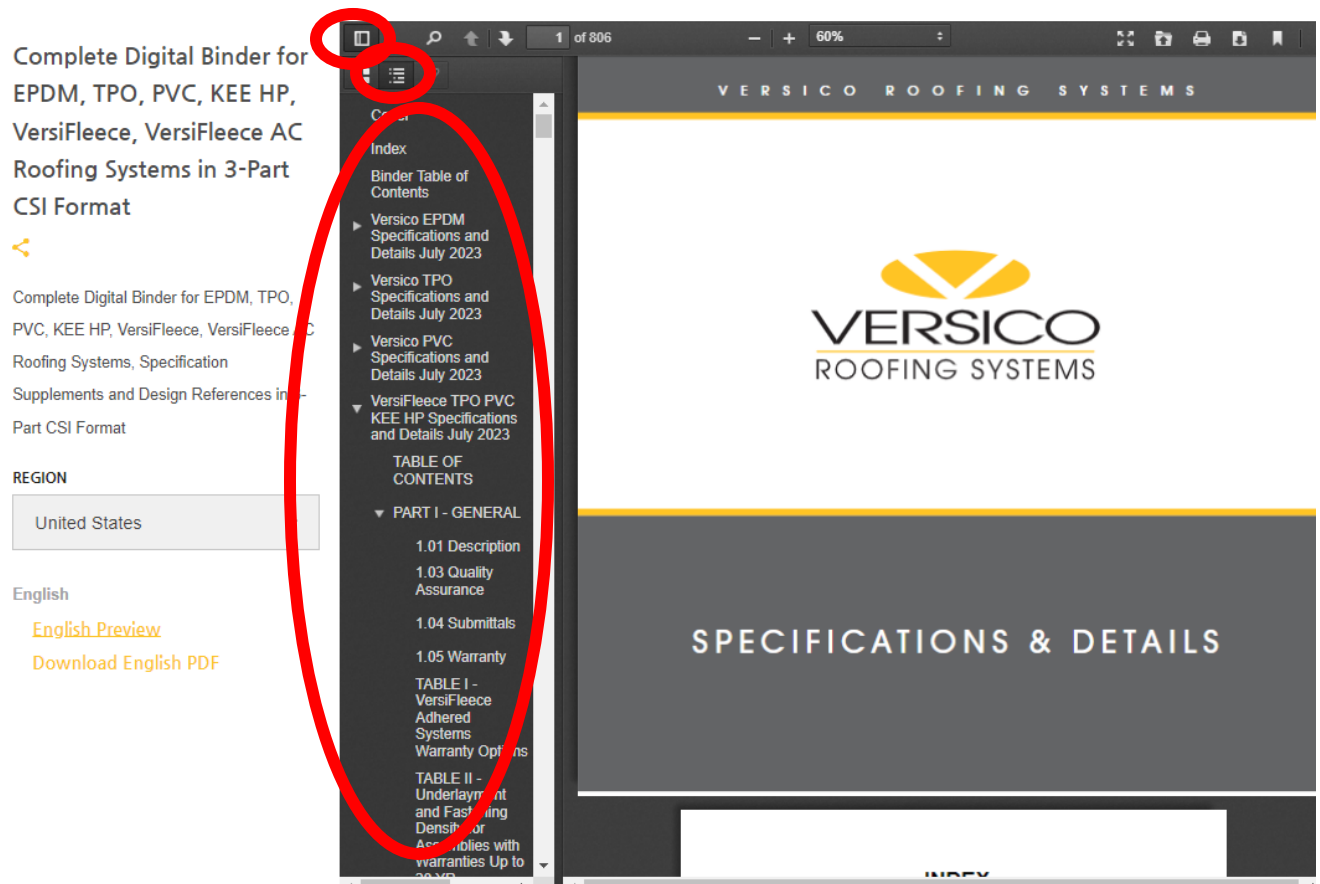 Complete Digital Binder for
EPDM, TPO, PVC, KEE HP,
VersiFleece, VersiFleece AC
Roofing Systems in 3-Part
CSI Format
Complete Digital Binder for EPDM, TPO,
PVC, KEE HP, VersiFleece, VersiFleece AC
Roofing Systems, Specification
Supplements and Design References in 3-
Part CSI Format
REGION
United States
English
English Preview
Download English PDF
1 of 806
60%
Cover
Index
Binder Table of
Contents
Versico EPDM
Specifications and
Details July 2023
Versico TPO
Specifications and
Details July 2023
Versico PVC
Specifications and
Details July 2023
VersiFleece TPO PVC
KEE HP Specifications
and Details July 2023
TABLE OF
CONTENTS
PART I - GENERAL
1.01 Description
1.03 Quality
Assurance
1.04 Submittals
1.05 Warranty
TABLE I -
VersiFleece
Adhered
Systems
Warranty Options
TABLE II -
Underlayment
and Fastening
Density for
Assemblies with
Warranties Up to
20 YR
VERSICO ROOFING SYSTEMS
VERSICO
ROOFING SYSTEMS
SPECIFICATIONS & DETAILS
INDEX